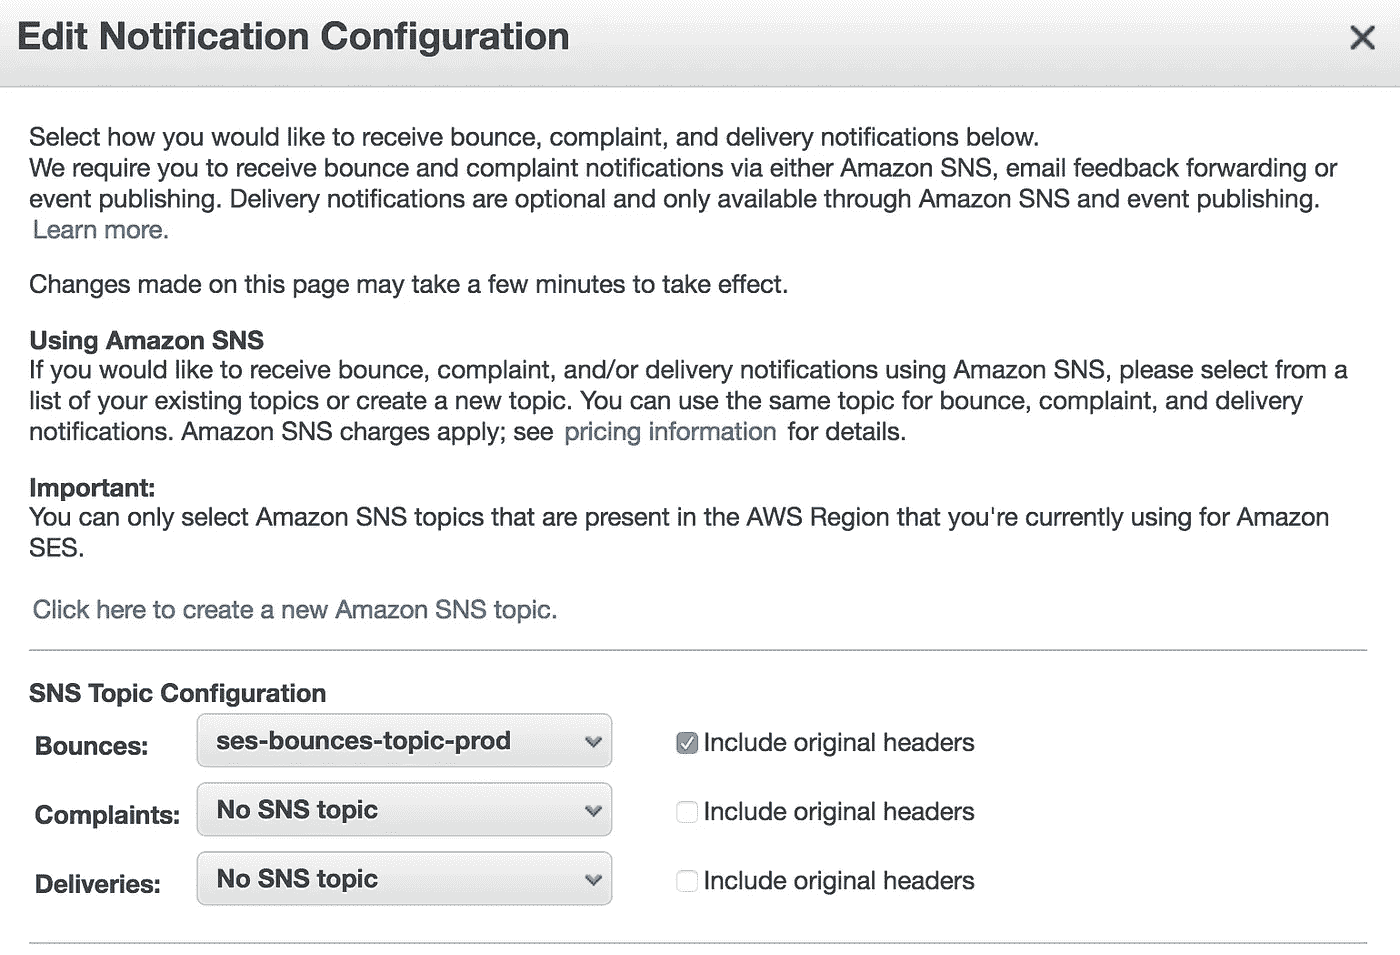 Edit Notification Configuration
Select how you would like to receive bounce, complaint, and delivery notifications below.
We require you to receive bounce and complaint notifications via either Amazon SNS, email feedback forwarding or
event publishing. Delivery notifications are optional and only available through Amazon SNS and event publishing.
Learn more.
Changes made on this page may take a few minutes to take effect.
Using Amazon SNS
If you would like to receive bounce, complaint, and/or delivery notifications using Amazon SNS, please select from a
list of your existing topics or create a new topic. You can use the same topic for bounce, complaint, and delivery
notifications. Amazon SNS charges apply; see pricing information for details.
Important:
You can only select Amazon SNS topics that are present in the AWS Region that you're currently using for Amazon
SES.
Click here to create a new Amazon SNS topic.
SNS Topic Configuration
Bounces: ses-bounces-topic-prod Include original headers
Complaints: No SNS topic Include original headers
Deliveries: No SNS topic Include original headers